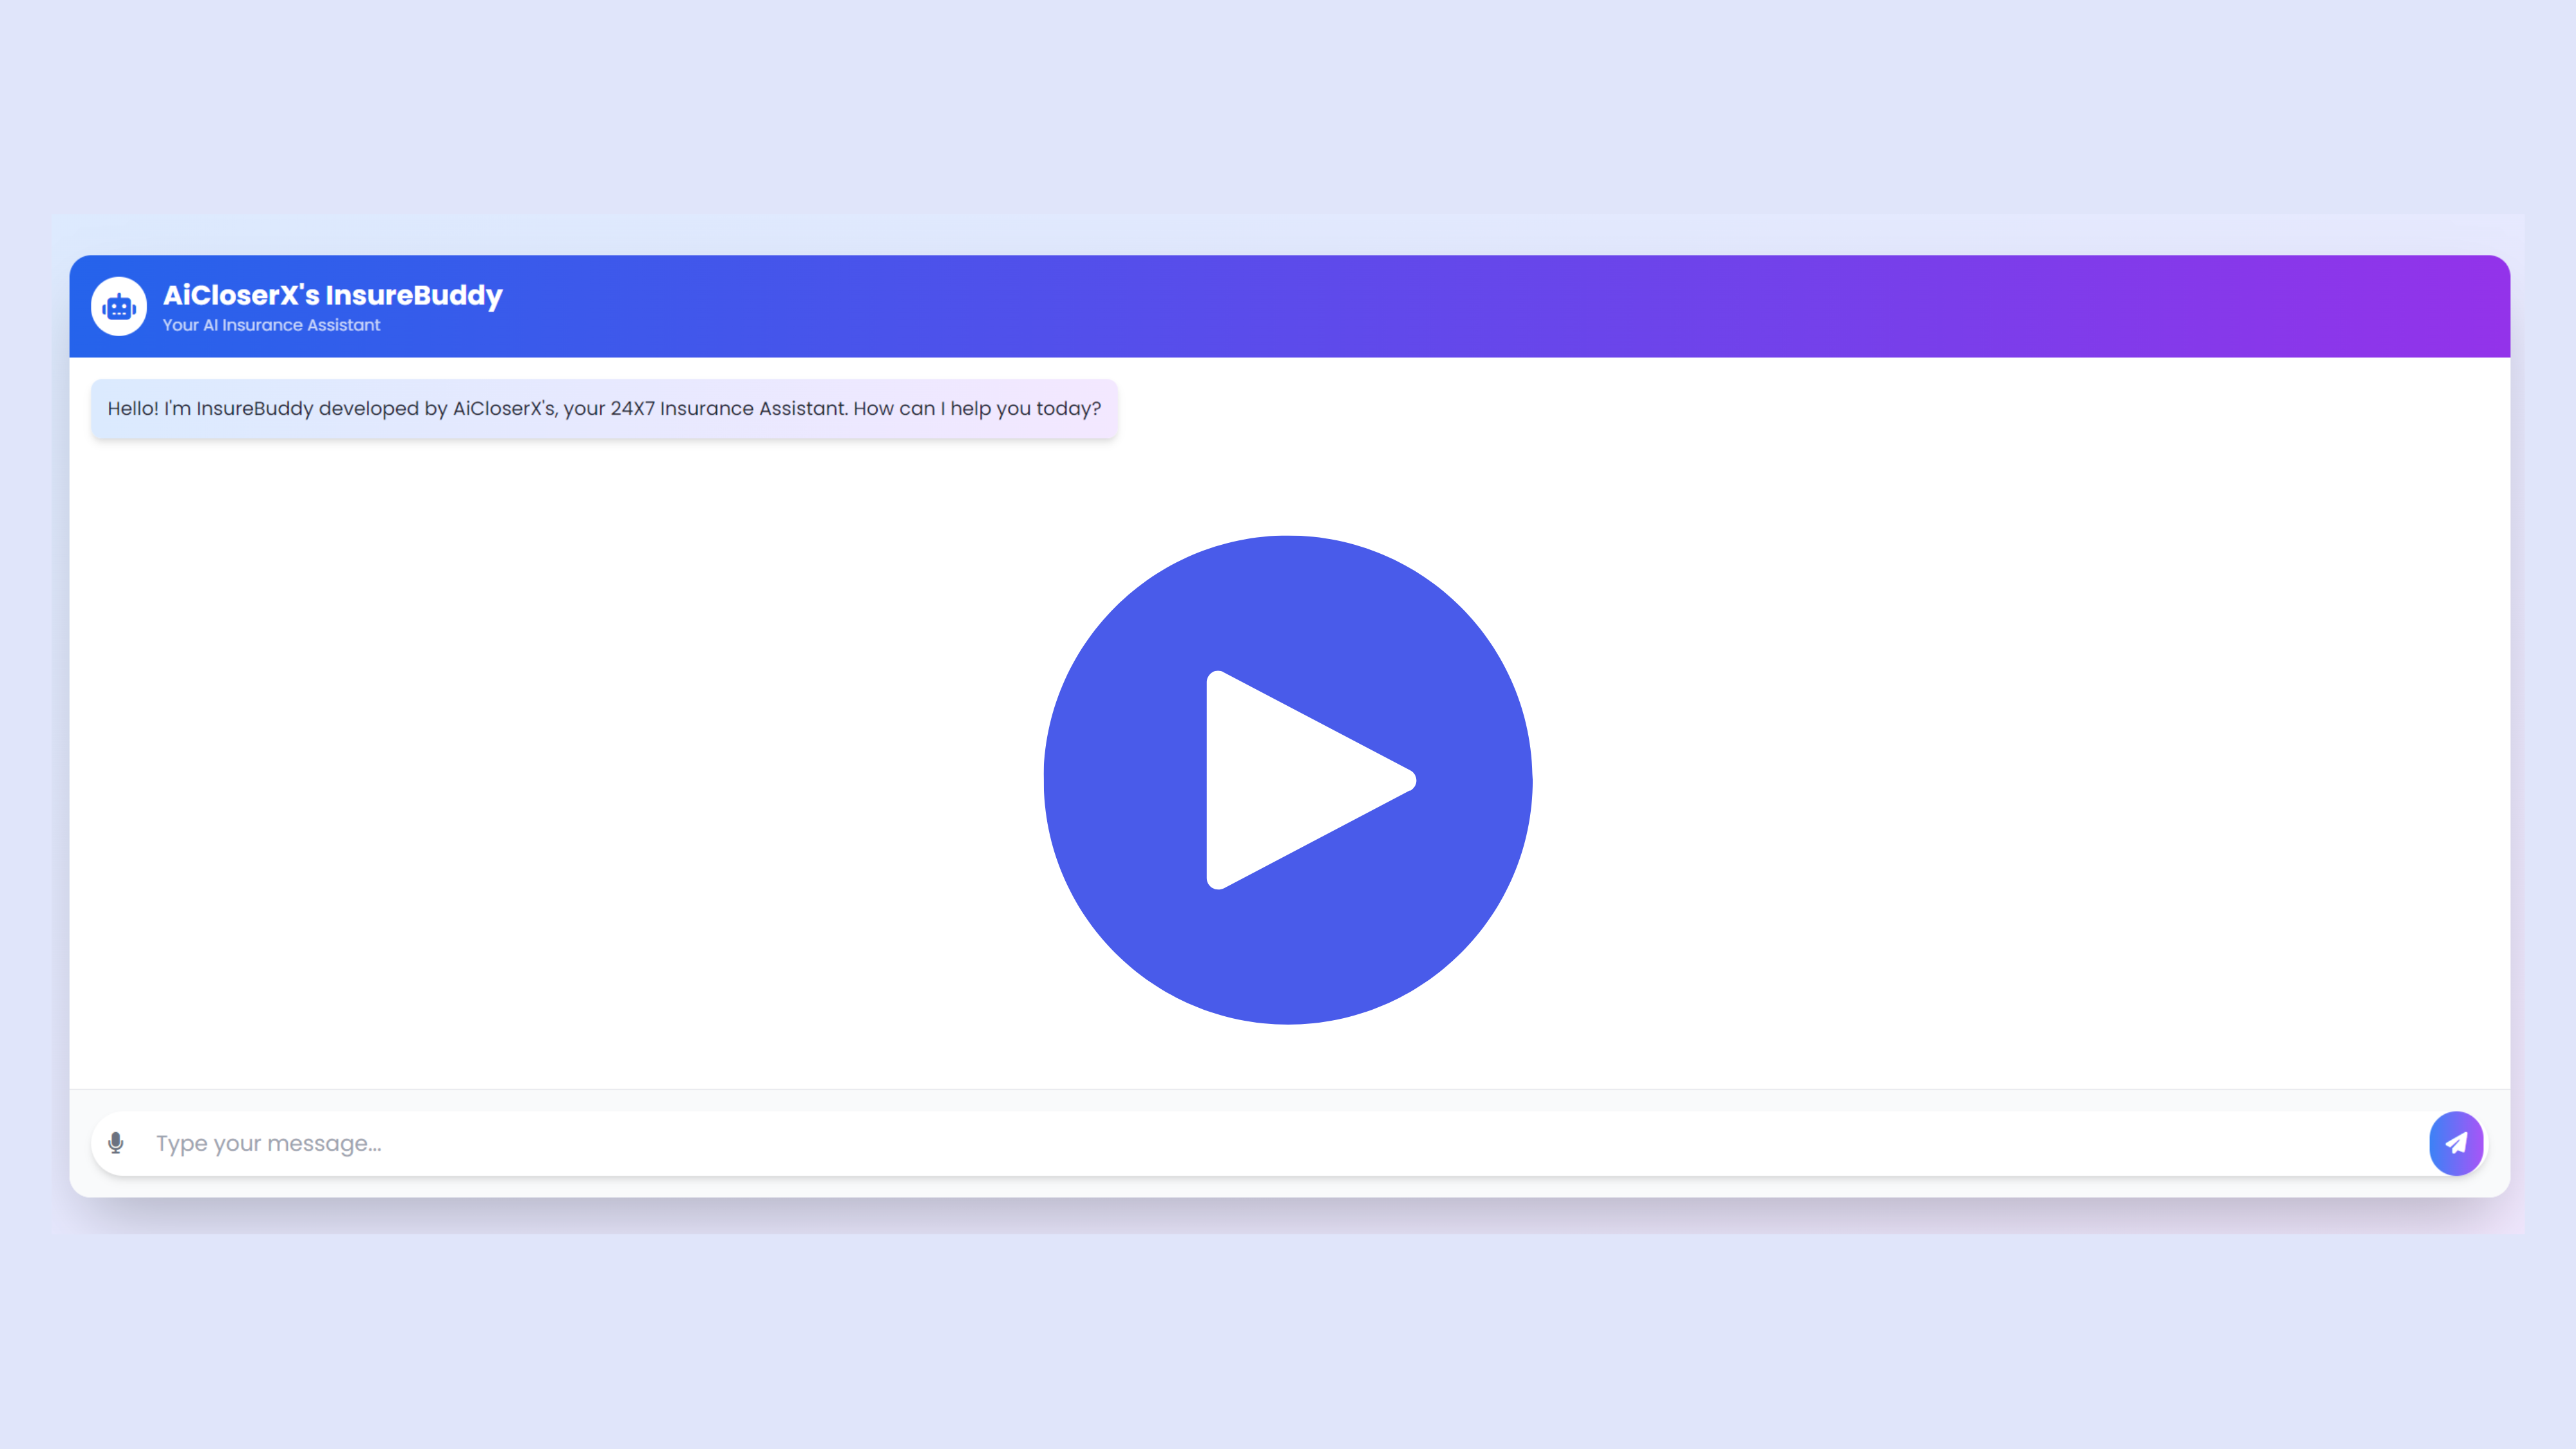 AiCloserX's InsureBuddy
Your AI Insurance Assistant
Hello! I'm InsureBuddy developed by AiCloserX's, your 24X7 Insurance Assistant. How can I help you today?
Type your message...